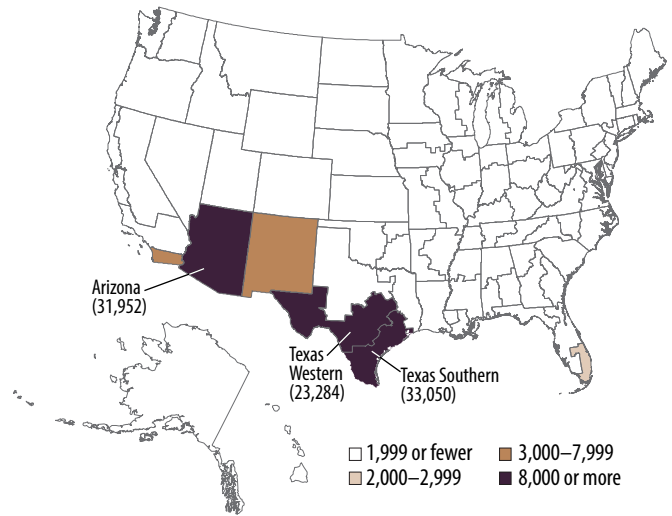 Arizona
(31,952)
Texas
Western
(23,284)
Texas Southern
(33,050)
1,999 or fewer
2,000–2,999
3,000–7,999
8,000 or more